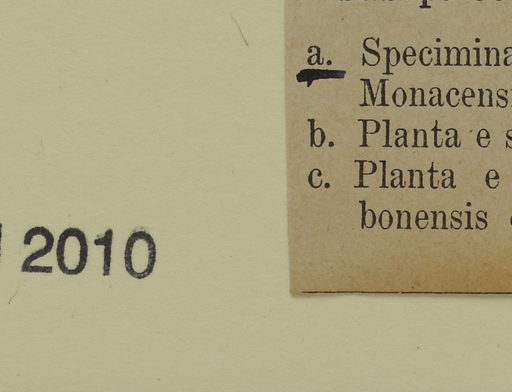 a. Specimina
Monacensi
b. Planta e s
c. Planta e
bonensis
2010